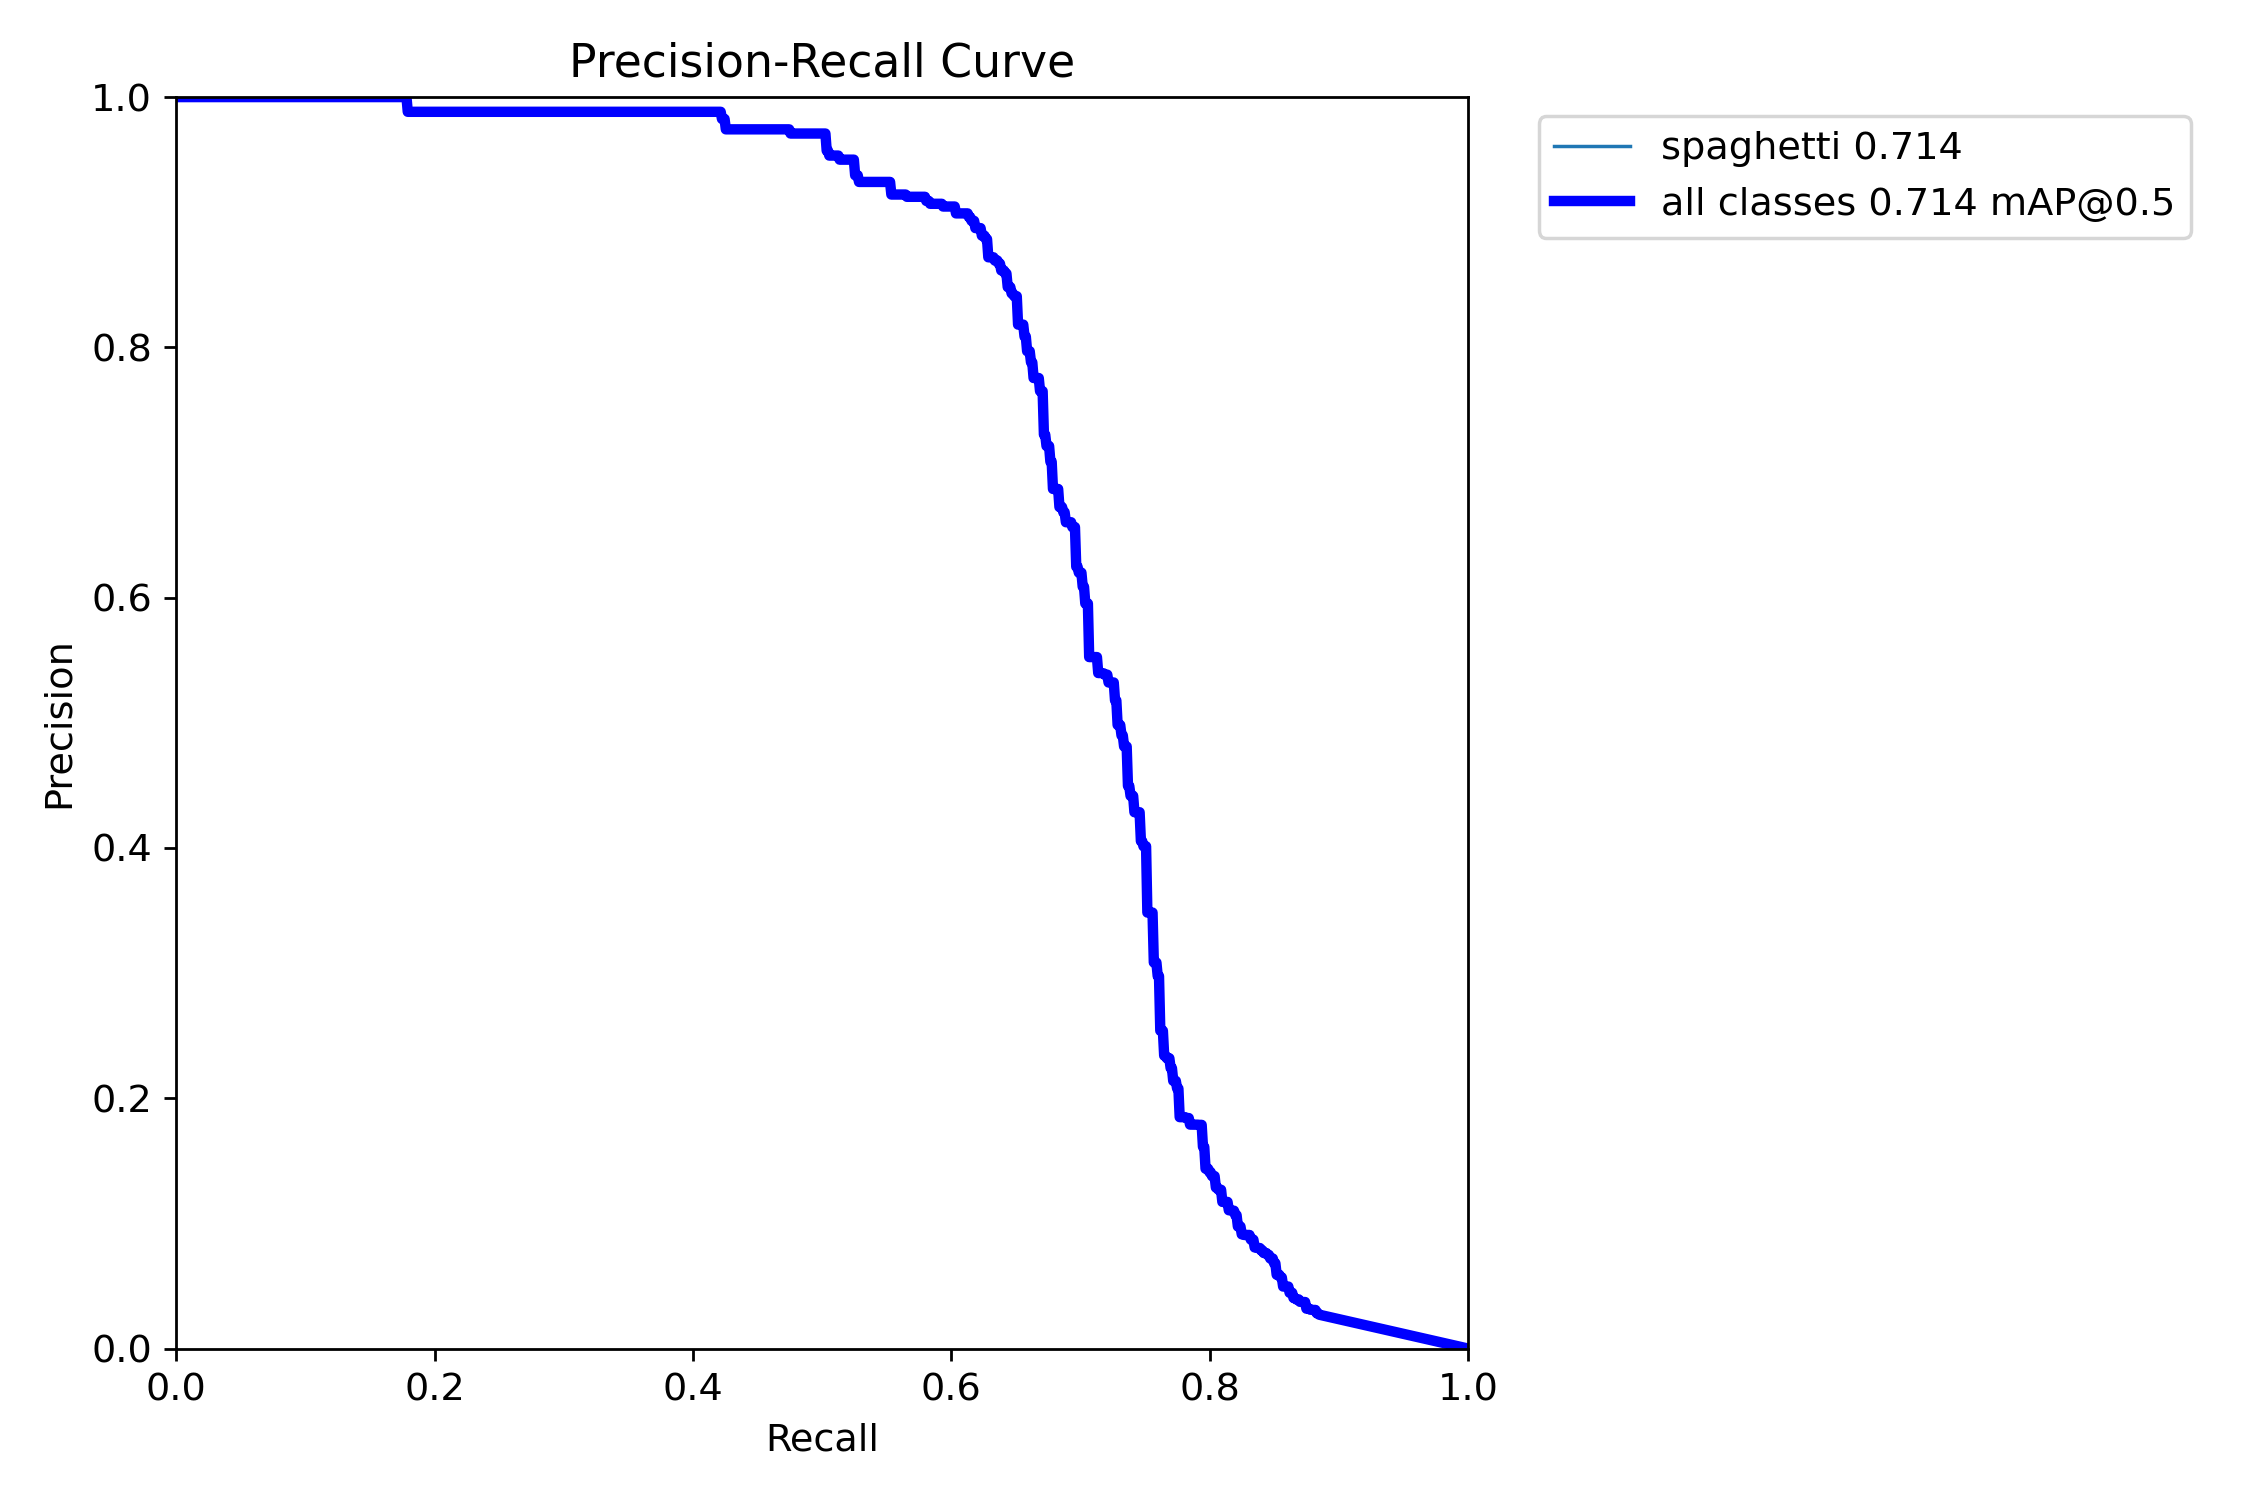 Precision-Recall Curve
1.0
0.8
0.6
0.4
0.2
0.0
Precision
0.0 0.2 0.4 0.6 0.8 1.0
Recall
spaghetti 0.714
all classes 0.714 mAP@0.5